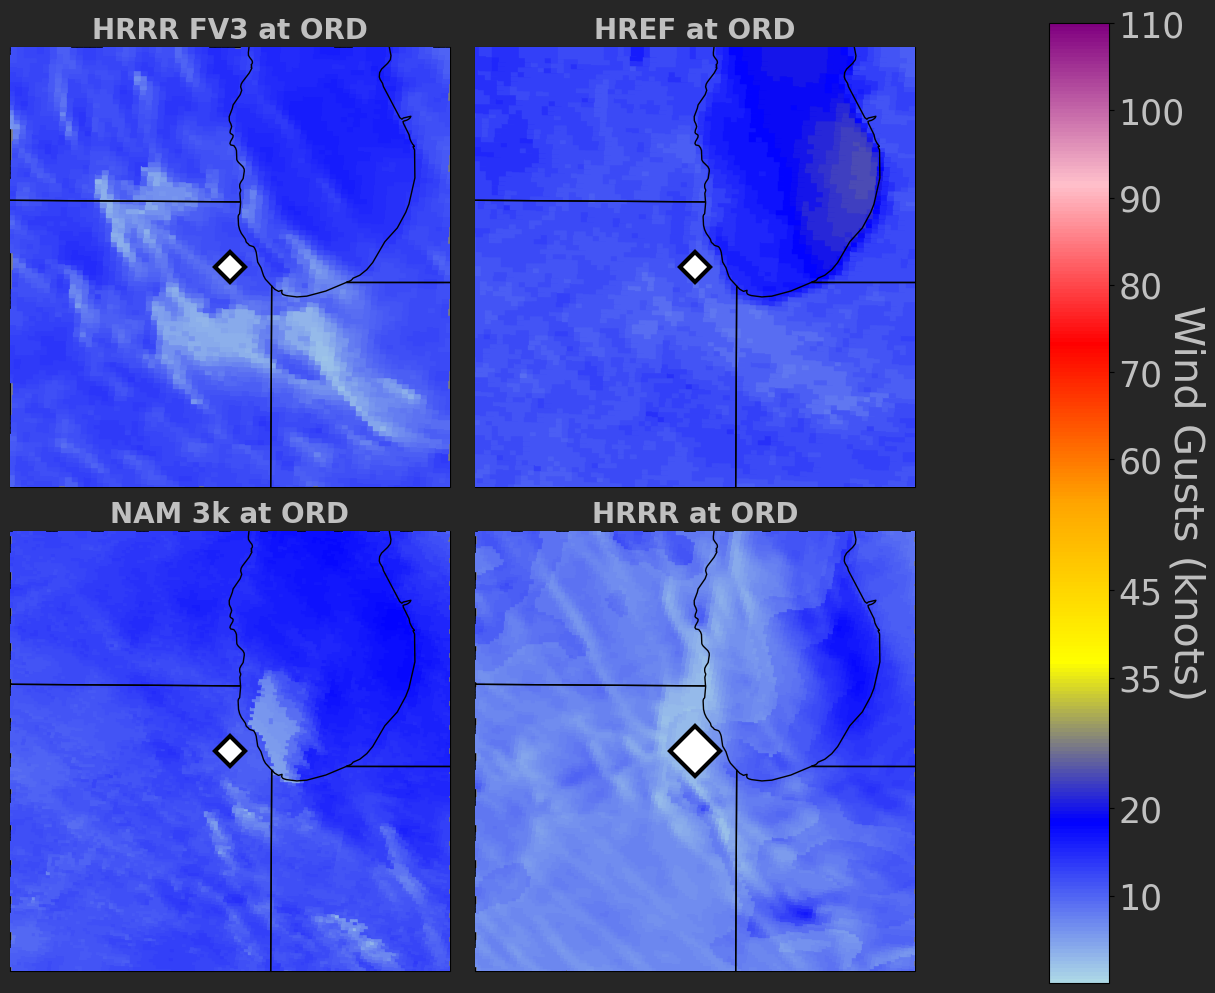 HRRR FV3 at ORD
HREF at ORD
NAM 3k at ORD
HRRR at ORD
110
100
90
80
70
60
45
35
20
10
Wind Gusts (knots)